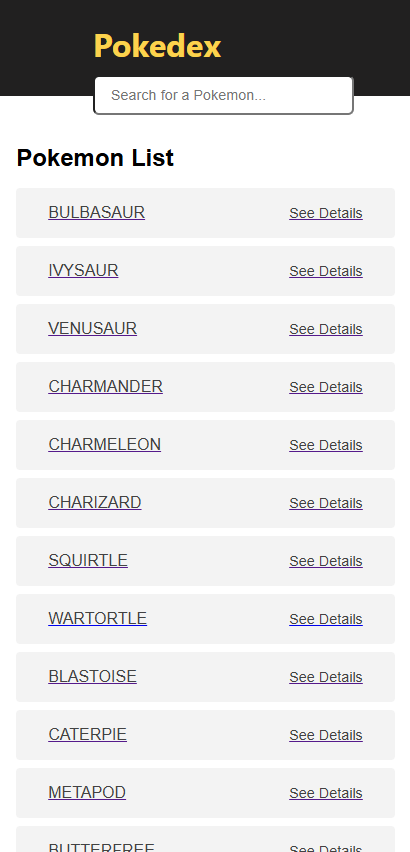 Pokedex
Search for a Pokemon...
Pokemon List
BULBASAUR See Details
IVYSAUR See Details
VENUSAUR See Details
CHARMANDER See Details
CHARMELEON See Details
CHARIZARD See Details
SQUIRTLE See Details
WARTORTLE See Details
BLASTOISE See Details
CATERPIE See Details
METAPOD See Details
BUTTERFREE See Details